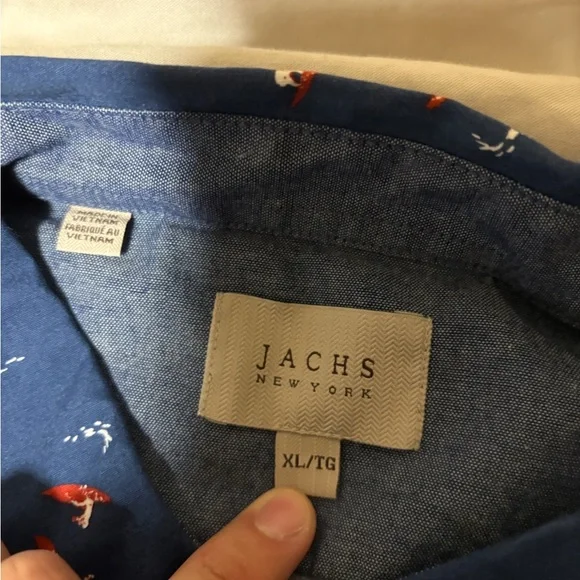 MADE IN
VIETNAM
FABRIQUÉ AU
VIETNAM
JACHS
NEW YORK
XL/TG